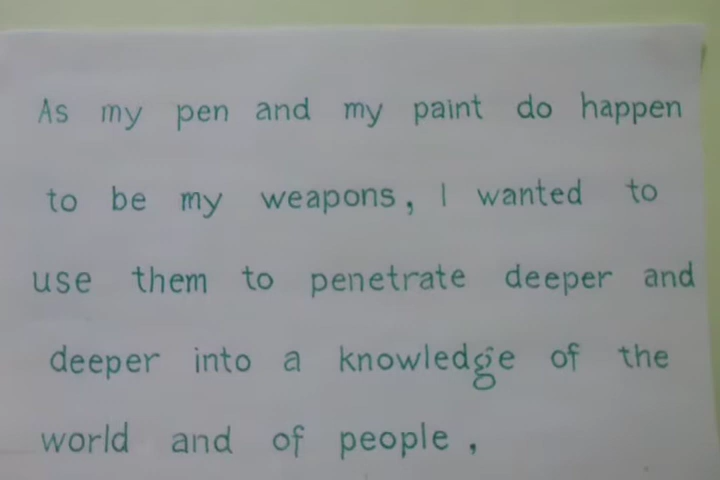 As my pen and my paint do happen
to be my weapons, I wanted to
use them to penetrate deeper and
deeper into a knowledge of the
world and of people,